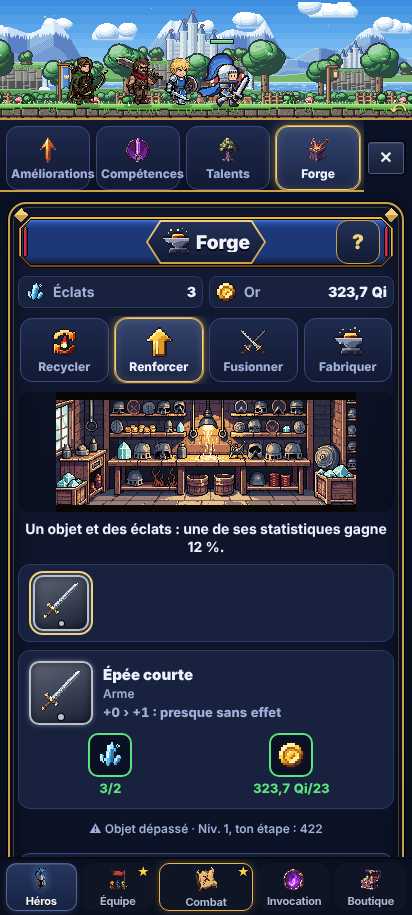 Améliorations Compétences Talents Forge ×
Forge ?
Éclats 3 Or 323,7 Qi
Recycler Renforcer Fusionner Fabriquer
Un objet et des éclats : une de ses statistiques gagne
12 %.
Épée courte
Arme
+0 › +1 : presque sans effet
3/2 323,7 Qi/23
⚠ Objet dépassé · Niv. 1, ton étape : 422
Héros Équipe Combat Invocation Boutique